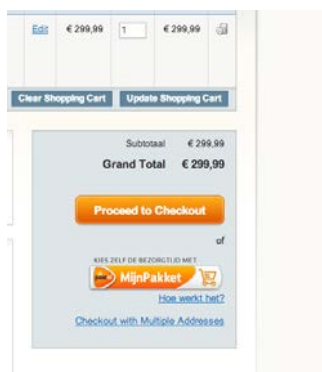 Edit € 299,99 1 € 299,99
Clear Shopping Cart Update Shopping Cart
Subtotaal € 299,99
Grand Total € 299,99
Proceed to Checkout
of
KIES ZELF DE BEZORGTIJD MET
MijnPakket
Hoe werkt het?
Checkout with Multiple Addresses